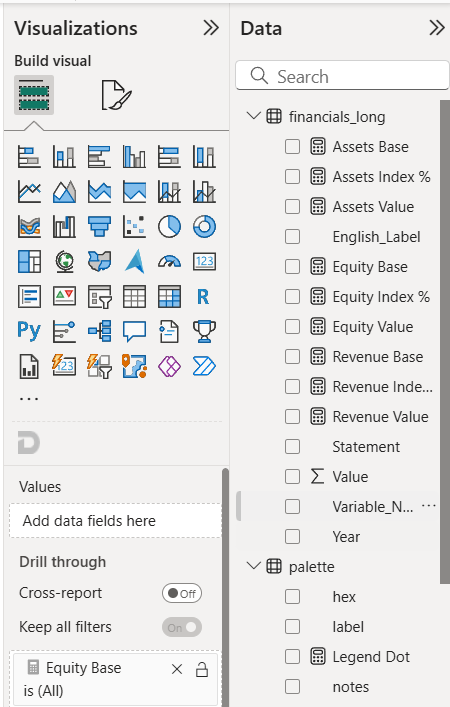 Visualizations
Build visual
123
R
Py
123
...
Values
Add data fields here
Drill through
Cross-report
Off
Keep all filters
On
Equity Base
is (All)
Data
Search
financials_long
Assets Base
Assets Index %
Assets Value
English_Label
Equity Base
Equity Index %
Equity Value
Revenue Base
Revenue Inde...
Revenue Value
Statement
Value
Variable_N... ...
Year
palette
hex
label
Legend Dot
notes